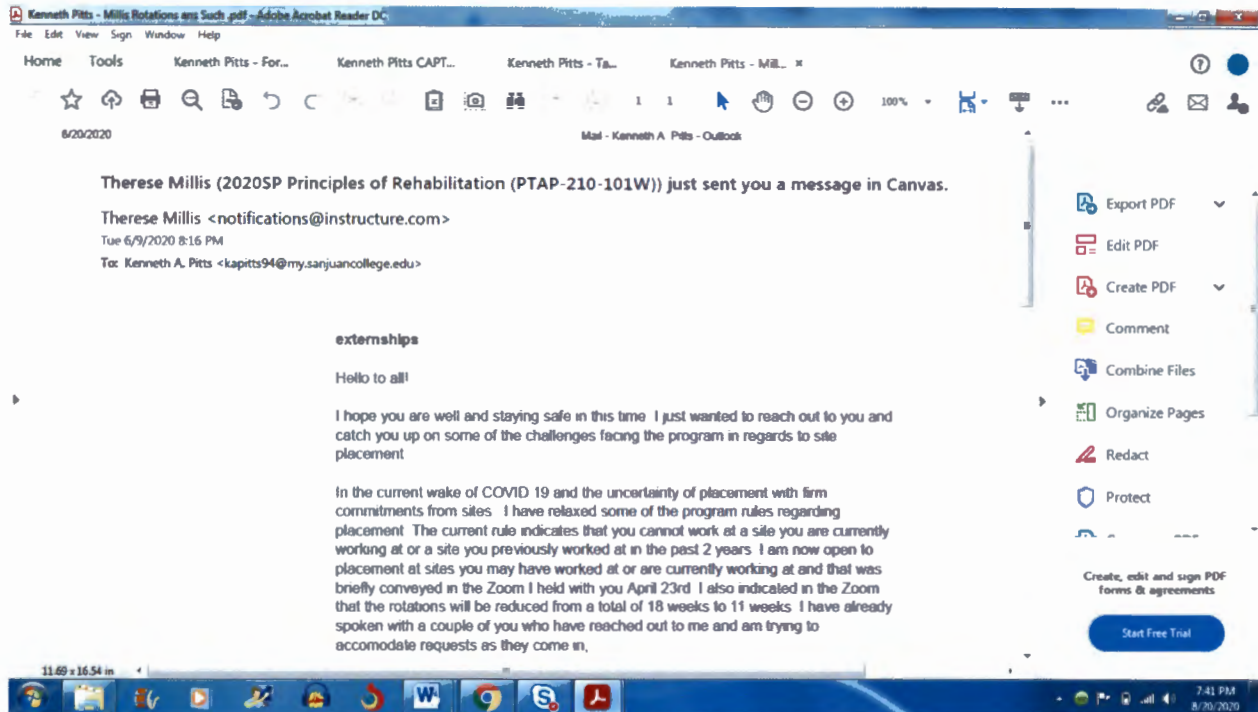 Kenneth Pitts - Millis Rotations ans Such .pdf - Adobe Acrobat Reader DC
File Edit View Sign Window Help
Home Tools Kenneth Pitts - For... Kenneth Pitts CAPT... Kenneth Pitts - Ta... Kenneth Pitts - Mill... ×
1 1 100% ...
8/20/2020 Mail - Kenneth A Pitts - Outlook
Therese Millis (2020SP Principles of Rehabilitation (PTAP-210-101W)) just sent you a message in Canvas.
Therese Millis <notifications@instructure.com>
Tue 6/9/2020 8:16 PM
To: Kenneth A. Pitts <kapitts94@my.sanjuancollege.edu>
externships
Hello to all!
I hope you are well and staying safe in this time I just wanted to reach out to you and
catch you up on some of the challenges facing the program in regards to site
placement
In the current wake of COVID 19 and the uncertainty of placement with firm
commitments from sites I have relaxed some of the program rules regarding
placement The current rule indicates that you cannot work at a site you are currently
working at or a site you previously worked at in the past 2 years I am now open to
placement at sites you may have worked at or are currently working at and that was
briefly conveyed in the Zoom I held with you April 23rd I also indicated in the Zoom
that the rotations will be reduced from a total of 18 weeks to 11 weeks I have already
spoken with a couple of you who have reached out to me and am trying to
accomodate requests as they come in,
Export PDF
Edit PDF
Create PDF
Comment
Combine Files
Organize Pages
Redact
Protect
Create, edit and sign PDF
forms & agreements
Start Free Trial
11.69 x 16.54 in
7:41 PM
8/20/2020